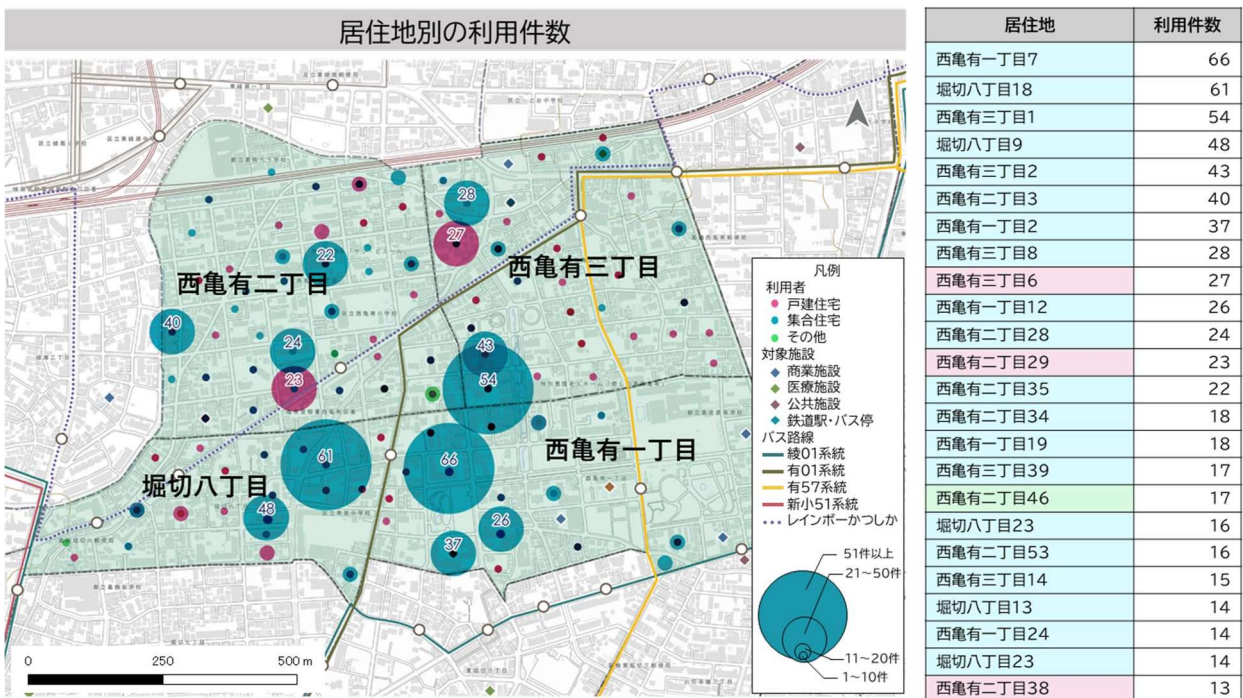 居住地別の利用件数
28
27
22
西亀有三丁目
西亀有二丁目
40
24
43
23
54
61
66
西亀有一丁目
堀切八丁目
48
26
37
0
250
500 m
凡例
利用者
戸建住宅
集合住宅
その他
対象施設
商業施設
医療施設
公共施設
鉄道駅・バス停
バス路線
綾01系統
有01系統
有57系統
新小51系統
レインボーかつしか
51件以上
21～50件
11～20件
1～10件
居住地 利用件数
西亀有一丁目7 66
堀切八丁目18 61
西亀有三丁目1 54
堀切八丁目9 48
西亀有三丁目2 43
西亀有二丁目3 40
西亀有一丁目2 37
西亀有三丁目8 28
西亀有三丁目6 27
西亀有一丁目12 26
西亀有二丁目28 24
西亀有二丁目29 23
西亀有二丁目35 22
西亀有二丁目34 18
西亀有一丁目19 18
西亀有三丁目39 17
西亀有二丁目46 17
堀切八丁目23 16
西亀有二丁目53 16
西亀有三丁目14 15
堀切八丁目13 14
西亀有一丁目24 14
堀切八丁目23 14
西亀有二丁目38 13